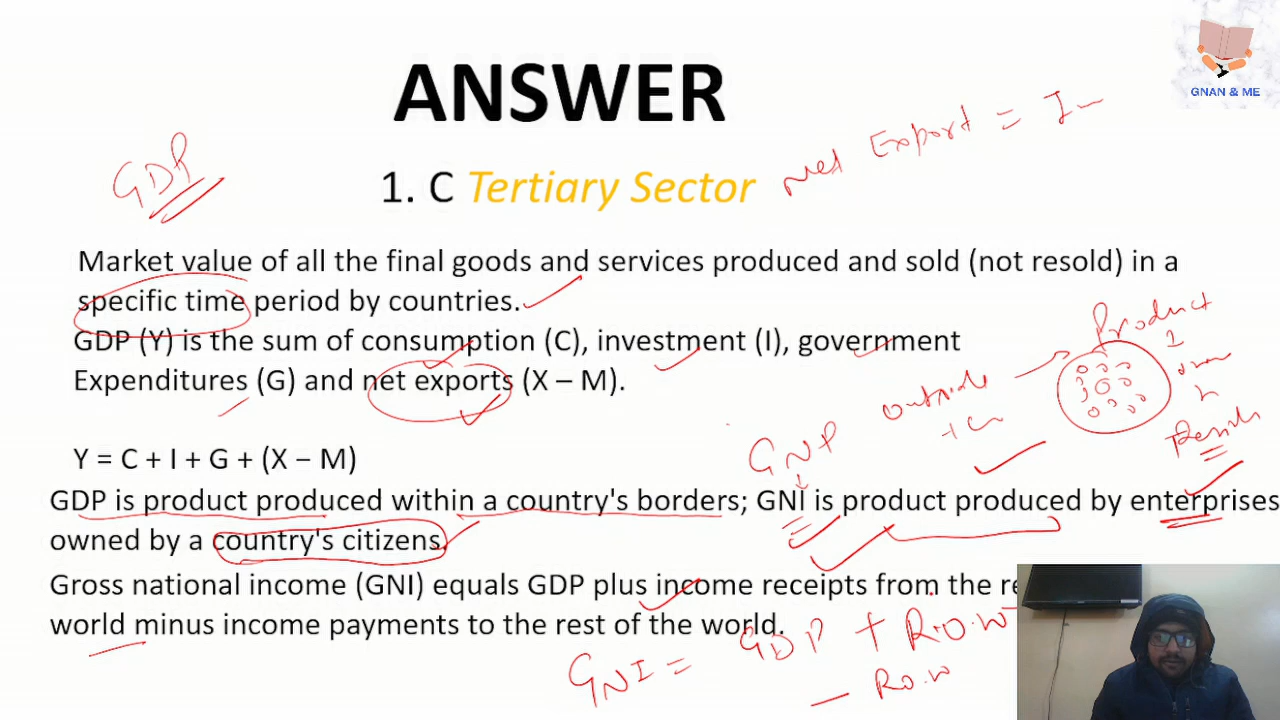 GNAN & ME
ANSWER
Net Export = I
GDP
1. C Tertiary Sector
Market value of all the final goods and services produced and sold (not resold) in a
specific time period by countries.
GDP (Y) is the sum of consumption (C), investment (I), government
Expenditures (G) and net exports (X – M).
Product
outside
Y = C + I + G + (X − M)
GNP
GDP is product produced within a country's borders; GNI is product produced by enterprises
owned by a country's citizens.
Gross national income (GNI) equals GDP plus income receipts from the
world minus income payments to the rest of the world.
GNI = GDP + R.O.W
— R.O.W